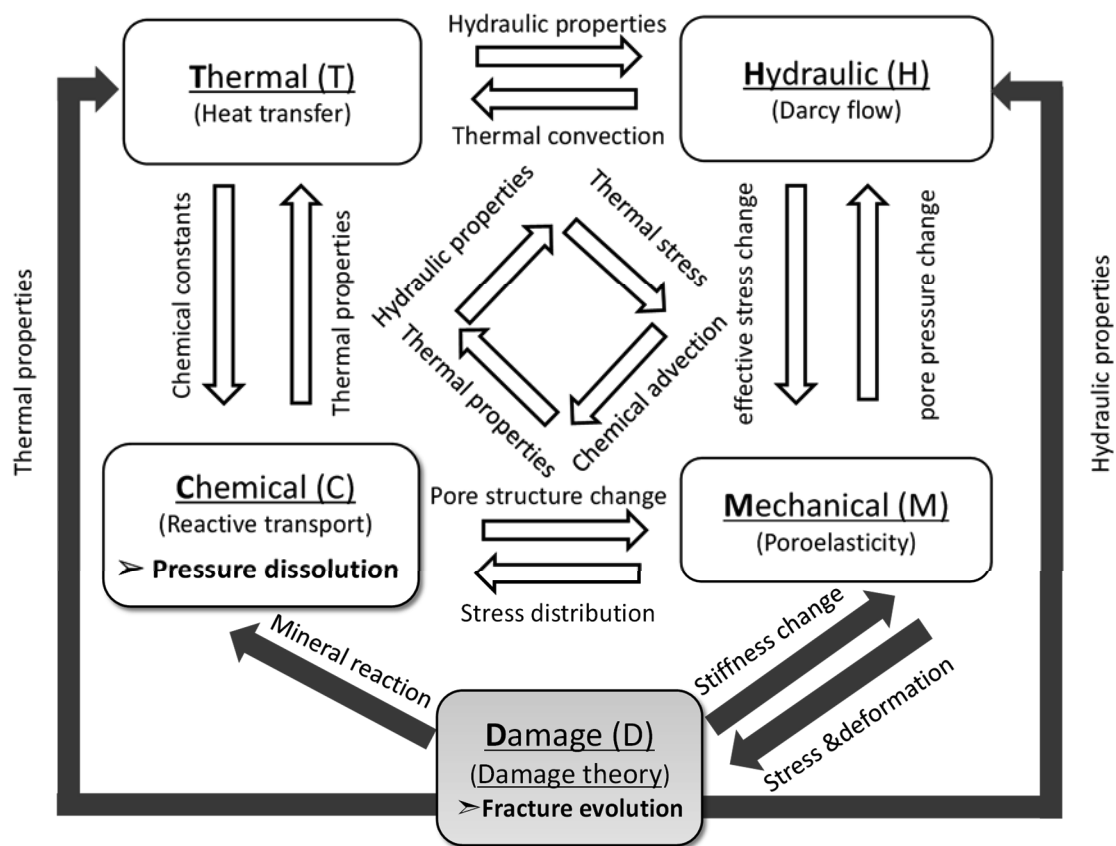 Hydraulic properties
Thermal (T)
(Heat transfer)
Hydraulic (H)
(Darcy flow)
Thermal convection
Chemical constants
Thermal properties
Hydraulic properties
Thermal stress
Thermal properties
Chemical advection
effective stress change
pore pressure change
Thermal properties
Hydraulic properties
Chemical (C)
(Reactive transport)
➢ Pressure dissolution
Pore structure change
Stress distribution
Mechanical (M)
(Poroelasticity)
Mineral reaction
Stiffness change
Stress &deformation
Damage (D)
(Damage theory)
➢Fracture evolution